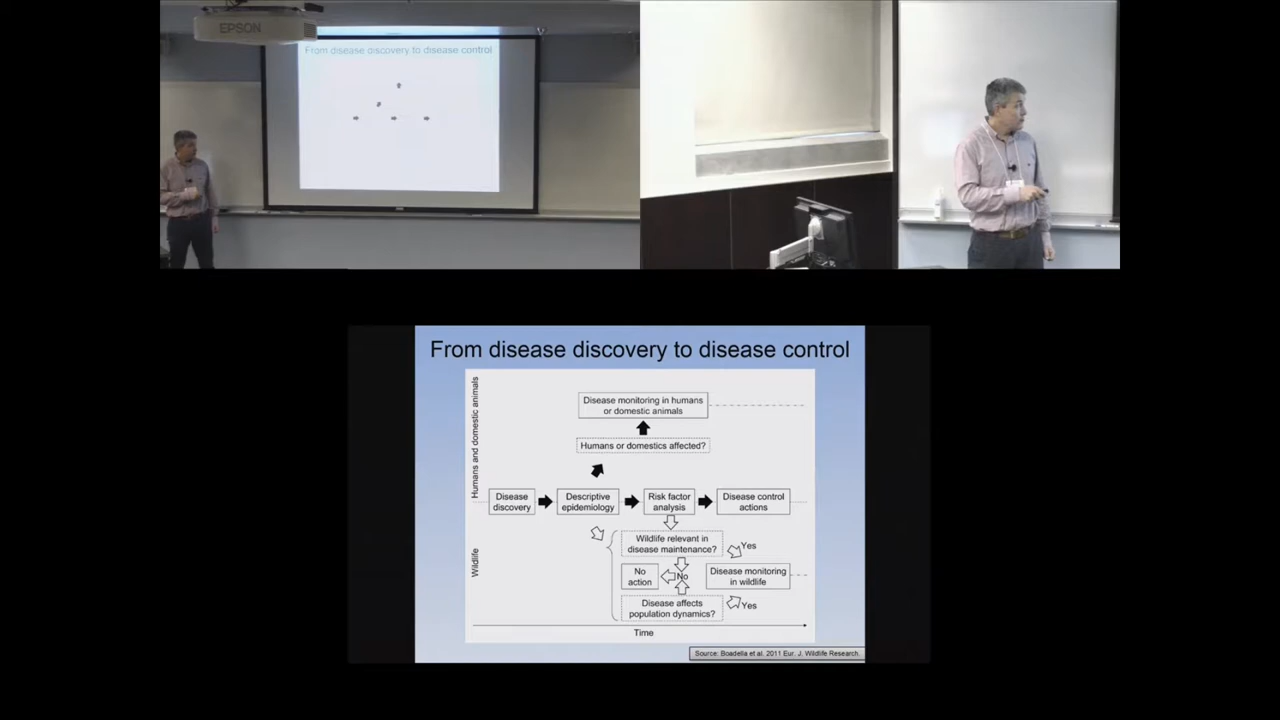 EPSON
From disease discovery to disease control
From disease discovery to disease control
Humans and domestic animals
Disease monitoring in humans
or domestic animals
Humans or domestics affected?
Disease
discovery
Descriptive
epidemiology
Risk factor
analysis
Disease control
actions
Wildlife
Wildlife relevant in
disease maintenance?
Yes
No
action
No
Disease monitoring
in wildlife
Disease affects
population dynamics?
Yes
Time
Source: Boadella et al. 2011 Eur. J. Wildlife Research.